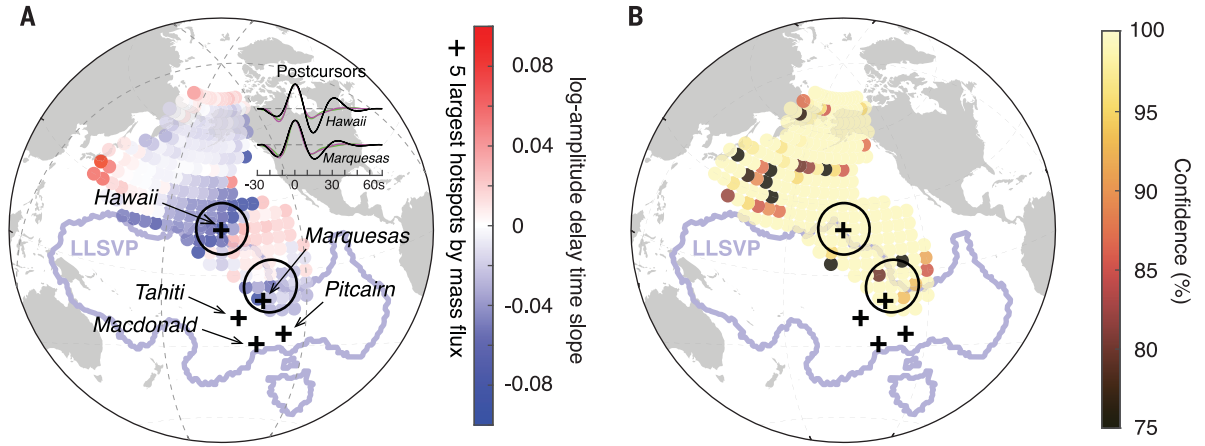 A
Postcursors
Hawaii
Marquesas
-30 0 30 60s
Hawaii
LLSVP
Marquesas
Tahiti
Pitcairn
Macdonald
+ 5 largest hotspots by mass flux
0.08
0.04
0
-0.04
-0.08
log-amplitude delay time slope
B
LLSVP
100
95
90
85
80
75
Confidence (%)